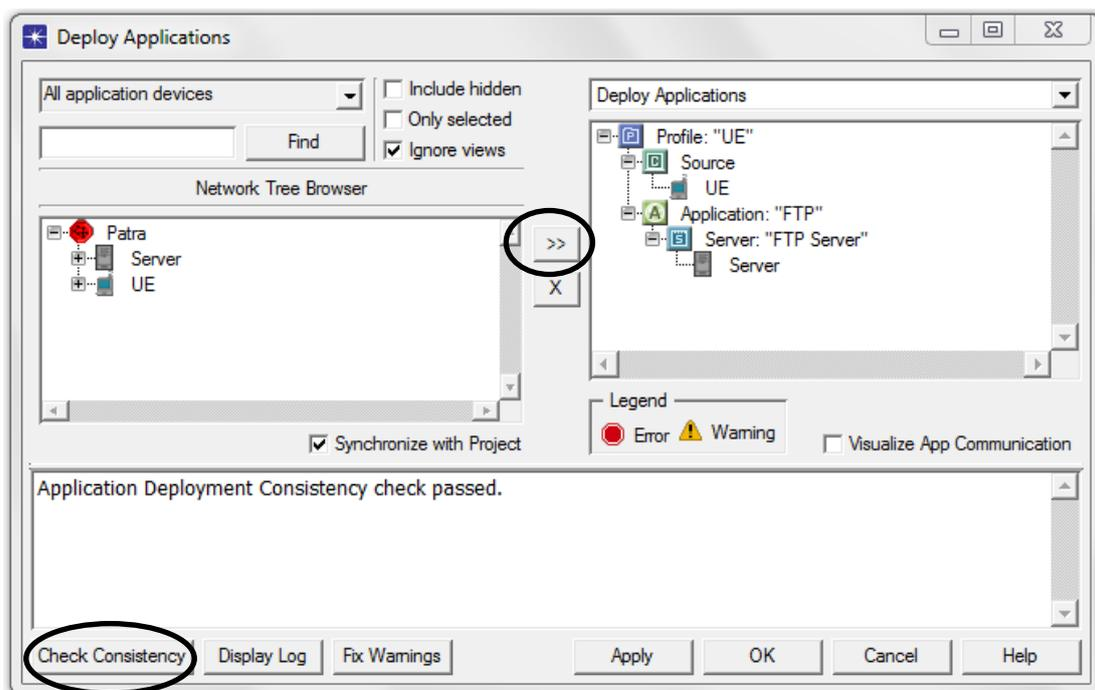 Deploy Applications
All application devices
Include hidden
Only selected
Ignore views
Find
Network Tree Browser
Patra
Server
UE
>>
X
Deploy Applications
Profile: "UE"
Source
UE
Application: "FTP"
Server: "FTP Server"
Server
Legend
Error Warning
Synchronize with Project
Visualize App Communication
Application Deployment Consistency check passed.
Check Consistency Display Log Fix Warnings Apply OK Cancel Help